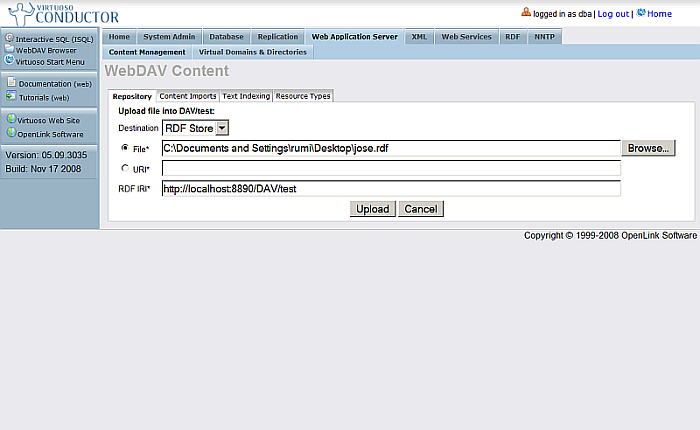 VIRTUOSO
CONDUCTOR
logged in as dba | Log out | Home
Interactive SQL (ISQL)
WebDAV Browser
Virtuoso Start Menu
Documentation (web)
Tutorials (web)
Virtuoso Web Site
OpenLink Software
Version: 05.09.3035
Build: Nov 17 2008
Home System Admin Database Replication Web Application Server XML Web Services RDF NNTP
Content Management Virtual Domains & Directories
WebDAV Content
Repository Content Imports Text Indexing Resource Types
Upload file into DAV/test:
Destination RDF Store
File* C:\Documents and Settings\rumi\Desktop\jose.rdf Browse...
URI*
RDF IRI* http://localhost:8890/DAV/test
Upload Cancel
Copyright © 1999-2008 OpenLink Software